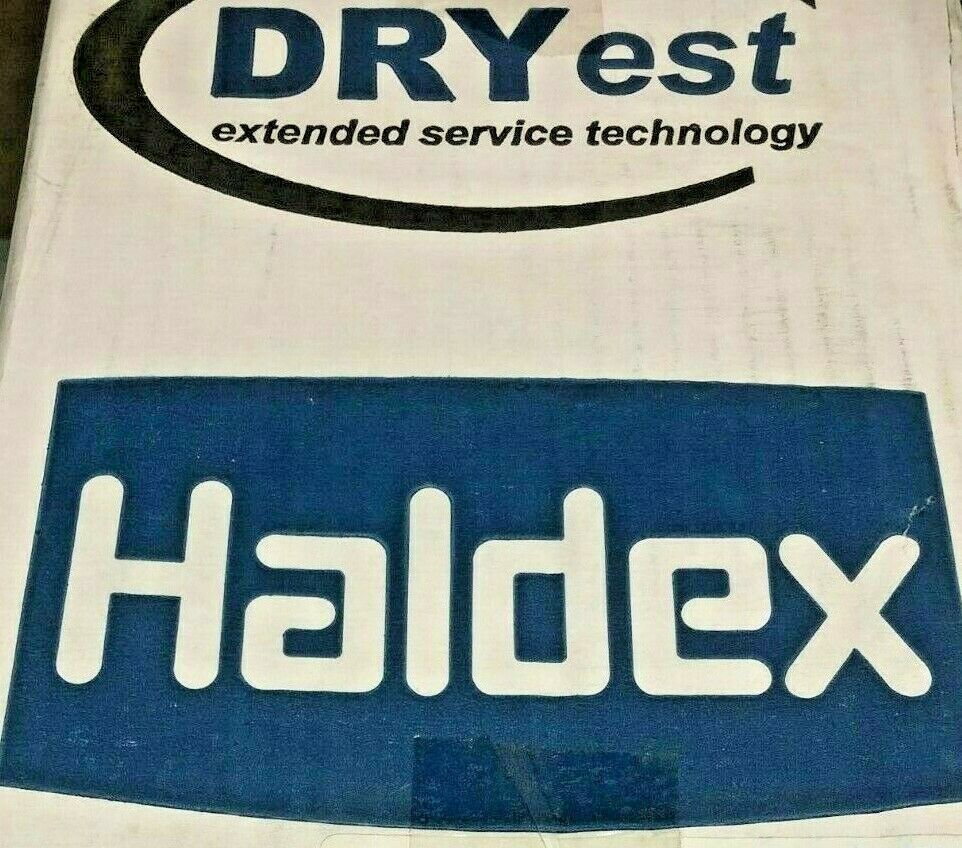 DRYest
extended service technology
Haldex